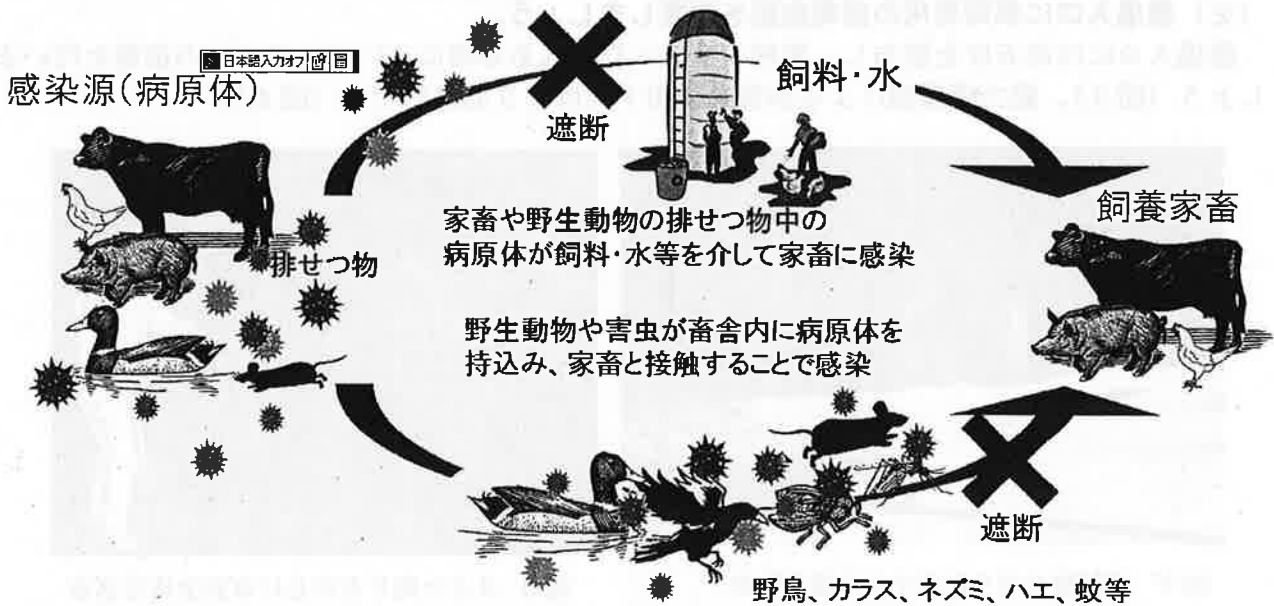 感染源(病原体)
日本語入力オフ
遮断
飼料・水
飼養家畜
排せつ物
家畜や野生動物の排せつ物中の
病原体が飼料・水等を介して家畜に感染
野生動物や害虫が畜舎内に病原体を
持込み、家畜と接触することで感染
遮断
野鳥、カラス、ネズミ、ハエ、蚊等